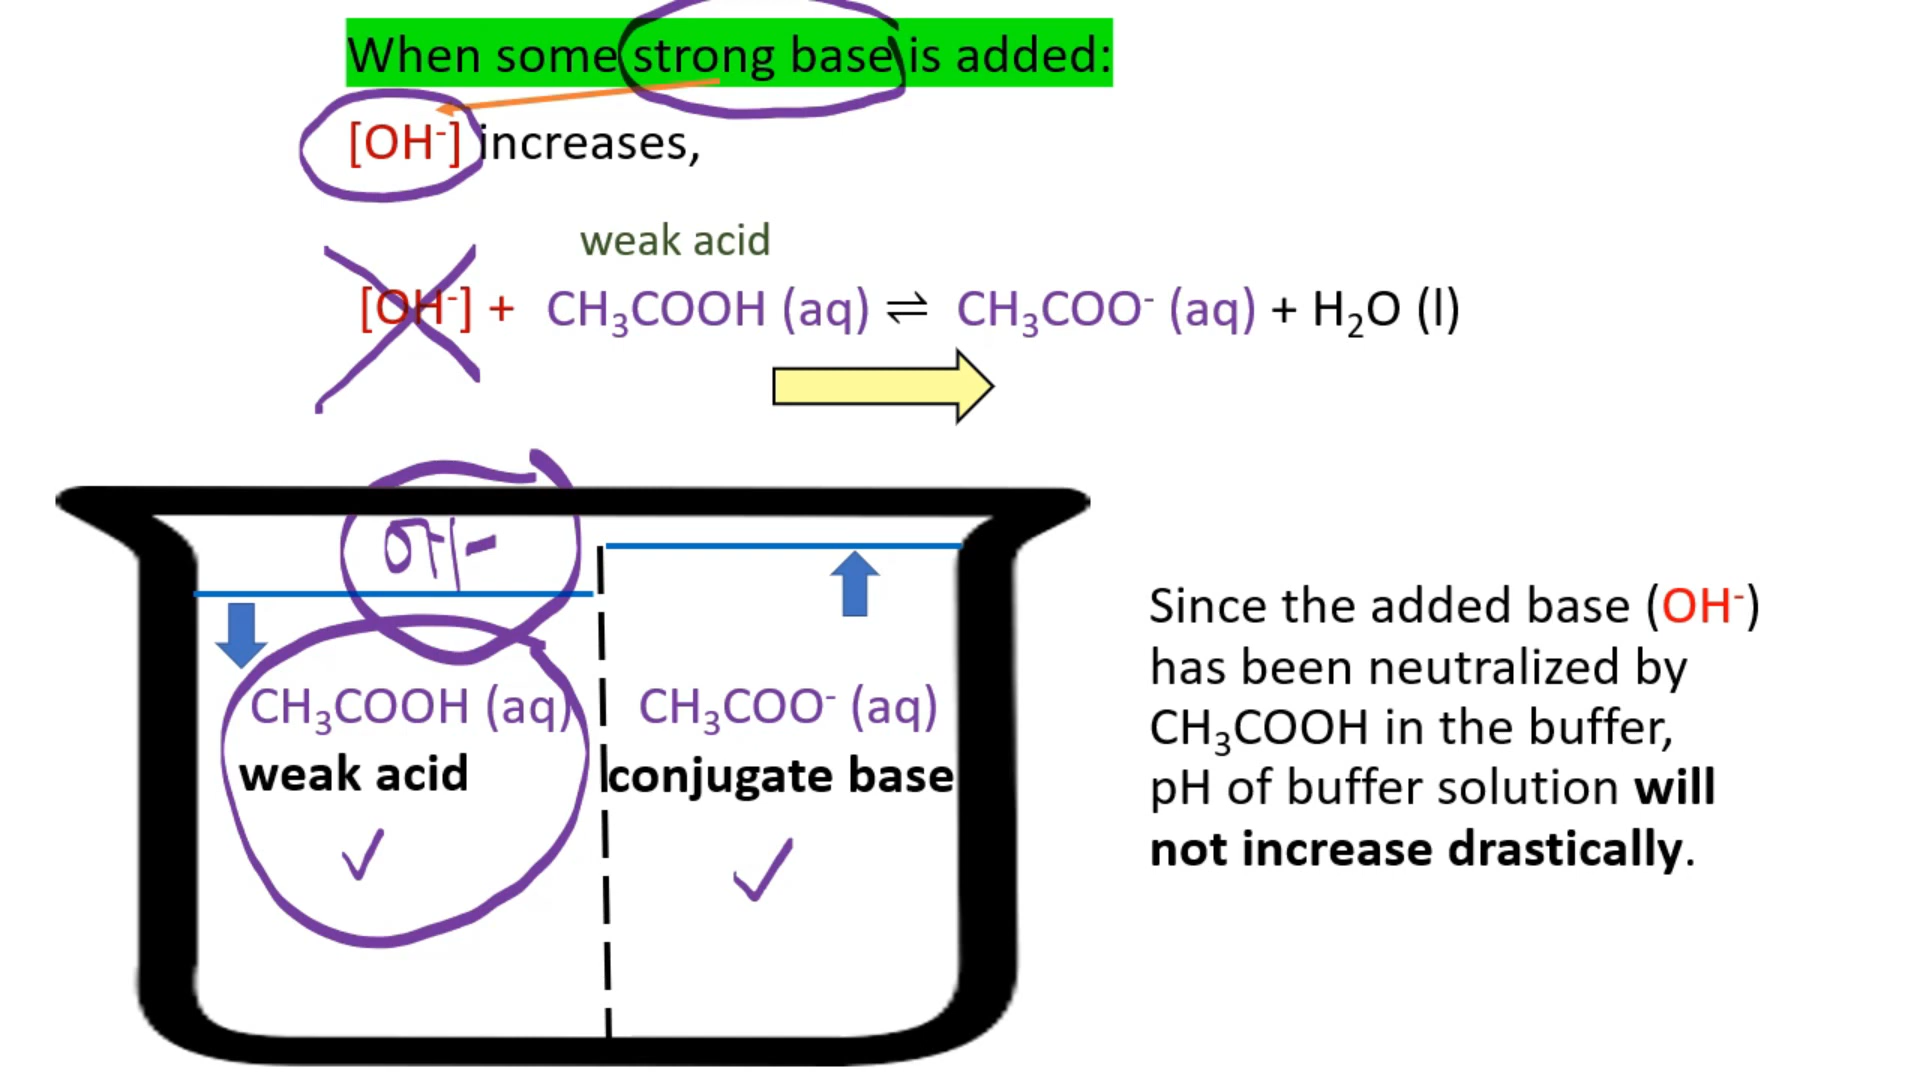 When some strong base is added:
[OH⁻] increases,
weak acid
[OH⁻] + CH₃COOH (aq) ⇌ CH₃COO⁻ (aq) + H₂O (l)
OH-
CH₃COOH (aq)
weak acid
CH₃COO⁻ (aq)
conjugate base
Since the added base (OH⁻)
has been neutralized by
CH₃COOH in the buffer,
pH of buffer solution will
not increase drastically.